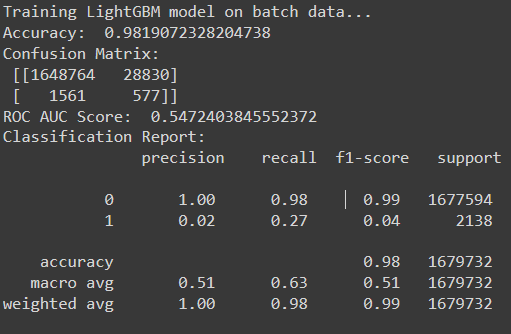 Training LightGBM model on batch data...
Accuracy:  0.9819072328204738
Confusion Matrix:
 [[1648764   28830]
 [   1561     577]]
ROC AUC Score:  0.5472403845552372
Classification Report:
               precision    recall  f1-score   support

           0       1.00      0.98      0.99   1677594
           1       0.02      0.27      0.04      2138

    accuracy                           0.98   1679732
   macro avg       0.51      0.63      0.51   1679732
weighted avg       1.00      0.98      0.99   1679732